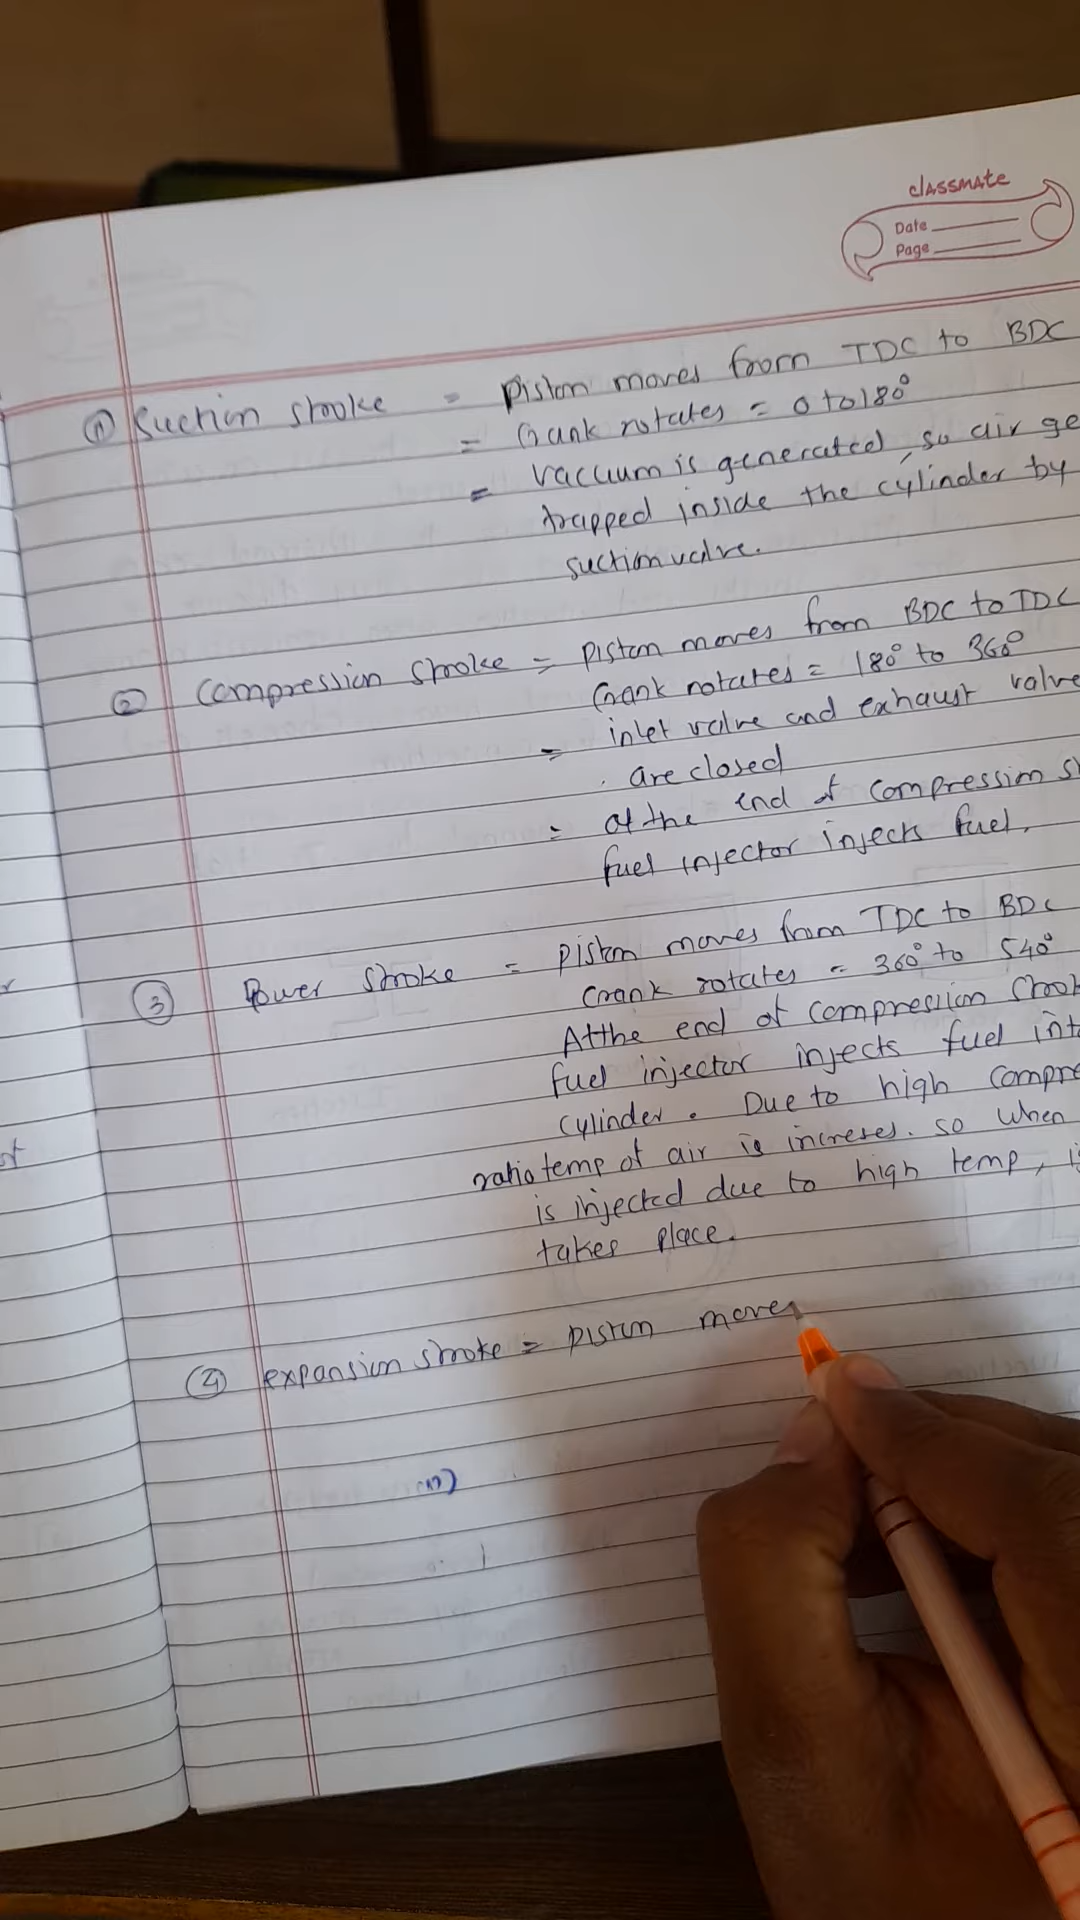 classmate
Date
Page
① Suction stroke = Piston moves from TDC to BDC
= Crank rotates = 0 to 180°
= vaccum is generated, so air ge
trapped inside the cylinder by
suction valve.
② Compression stroke = Piston moves from BDC to TDC
Crank rotates = 180° to 360°
= inlet valve and exhaust valve
are closed
= at the end of compression s
fuel injector injects fuel.
③ Power stroke = Piston moves from TDC to BDC
Crank rotates = 360° to 540°
At the end of compression
fuel injector injects fuel int
cylinder. Due to high compre
ratio temp of air is increses. so when
is injected due to high temp, i
takes place.
④ expansion stroke = Piston moves